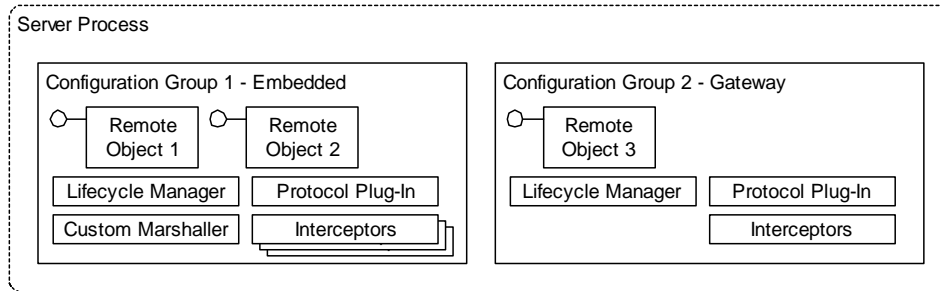 Server Process
Configuration Group 1 - Embedded
Remote
Object 1
Remote
Object 2
Lifecycle Manager
Protocol Plug-In
Custom Marshaller
Interceptors
Configuration Group 2 - Gateway
Remote
Object 3
Lifecycle Manager
Protocol Plug-In
Interceptors